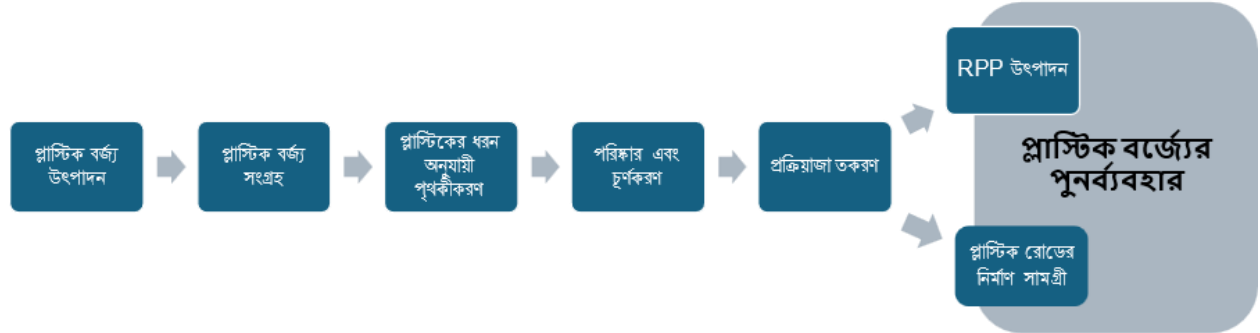 প্লাস্টিক বর্জ্য
উৎপাদন
প্লাস্টিক বর্জ্য
সংগ্রহ
প্লাস্টিকের ধরন
অনুযায়ী
পৃথকীকরণ
পরিষ্কার এবং
চূর্ণকরণ
প্রক্রিয়াজা তকরণ
RPP উৎপাদন
প্লাস্টিক বর্জ্যের
পুনর্ব্যবহার
প্লাস্টিক রোডের
নির্মাণ সামগ্রী